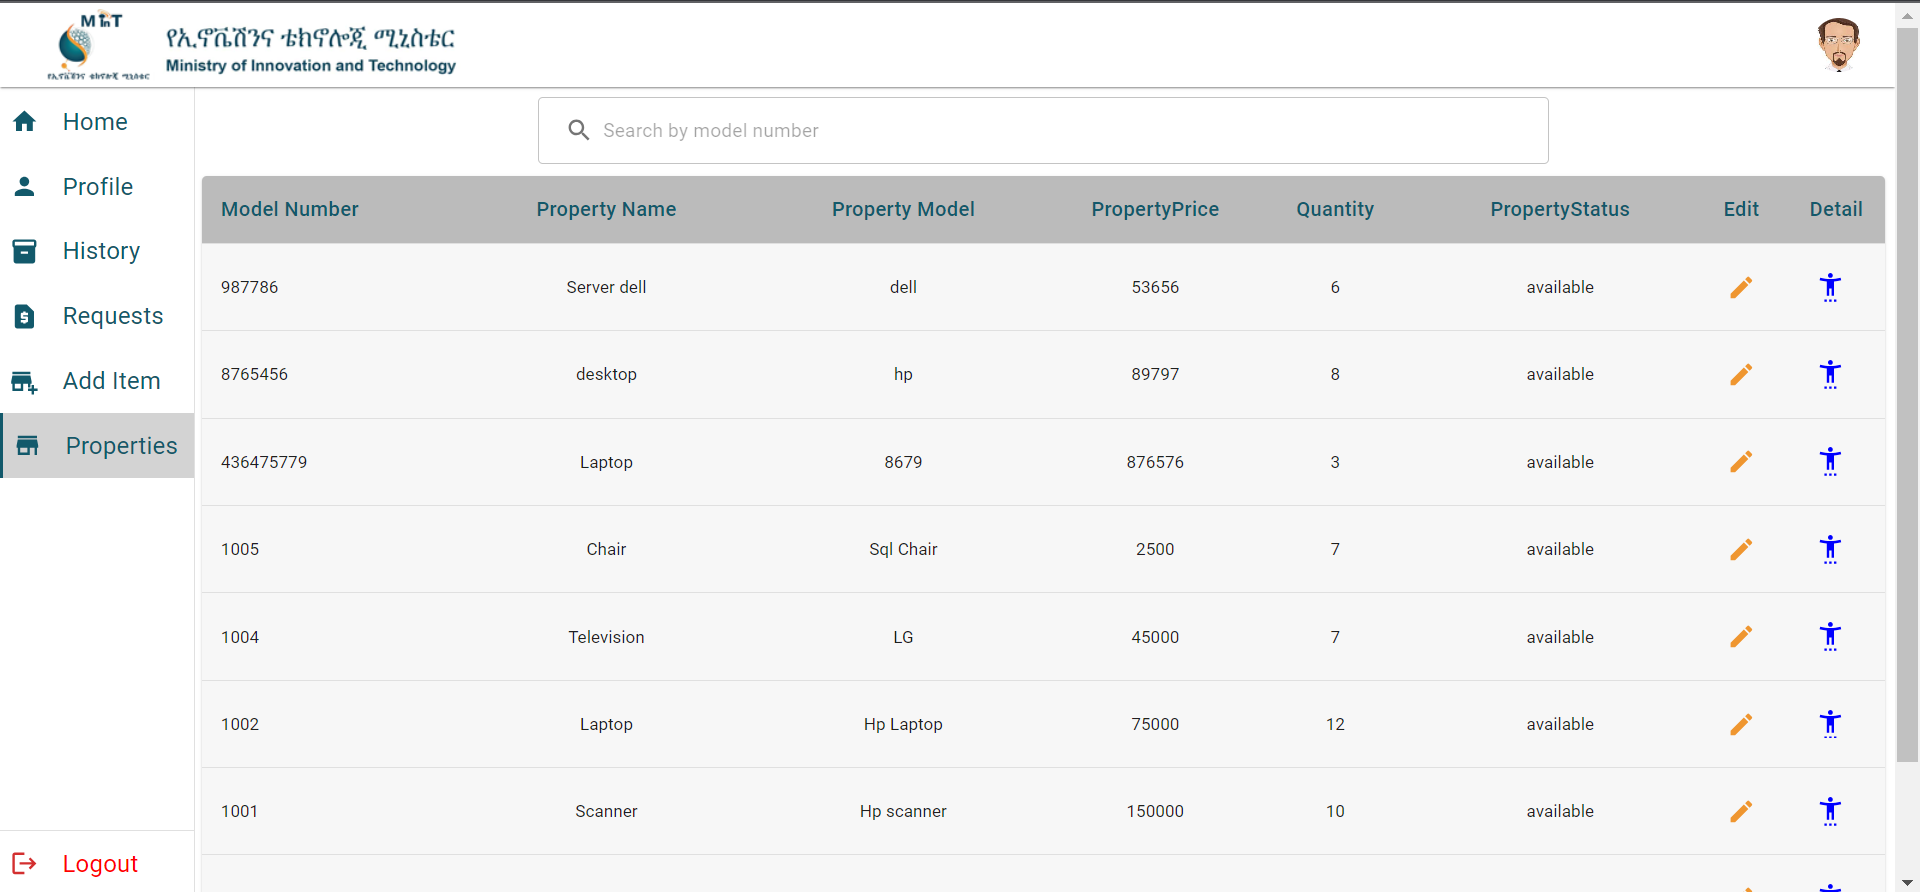 MInT
የኢኖቬሽንና ቴክኖሎጂ ሚኒስቴር
የኢኖቬሽንና ቴክኖሎጂ ሚኒስቴር
Ministry of Innovation and Technology
Home
Profile
History
Requests
Add Item
Properties
Logout
Search by model number
Model Number Property Name Property Model PropertyPrice Quantity PropertyStatus Edit Detail
987786 Server dell dell 53656 6 available
8765456 desktop hp 89797 8 available
436475779 Laptop 8679 876576 3 available
1005 Chair Sql Chair 2500 7 available
1004 Television LG 45000 7 available
1002 Laptop Hp Laptop 75000 12 available
1001 Scanner Hp scanner 150000 10 available